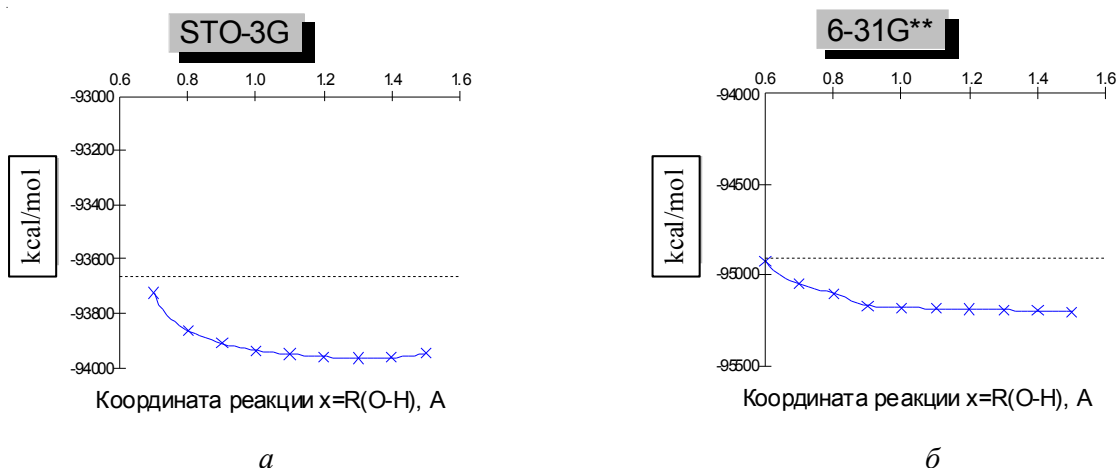 STO-3G
0.6 0.8 1.0 1.2 1.4 1.6
-93000
-93200
-93400
-93600
-93800
-94000
kcal/mol
Координата реакции x=R(O-H), A
а
6-31G**
0.6 0.8 1.0 1.2 1.4 1.6
-94000
-94500
-95000
-95500
kcal/mol
Координата реакции x=R(O-H), A
б